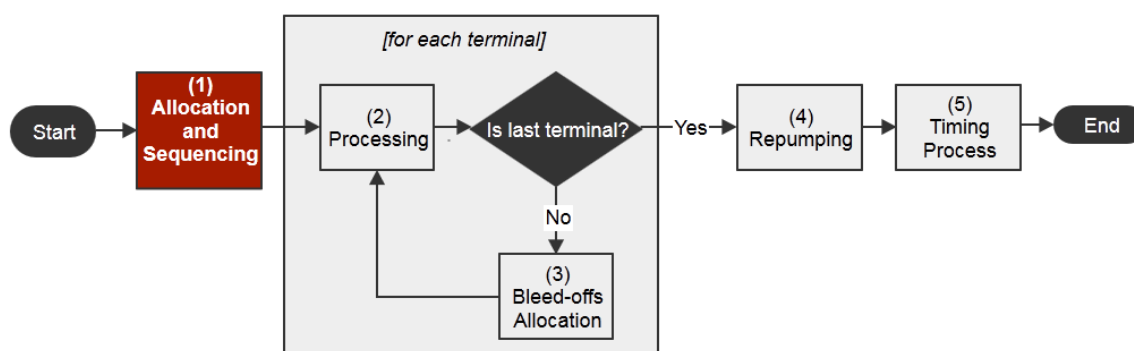 [for each terminal]
Start
(1)
Allocation
and
Sequencing
(2)
Processing
Is last terminal?
Yes
(4)
Repumping
(5)
Timing
Process
End
No
(3)
Bleed-offs
Allocation